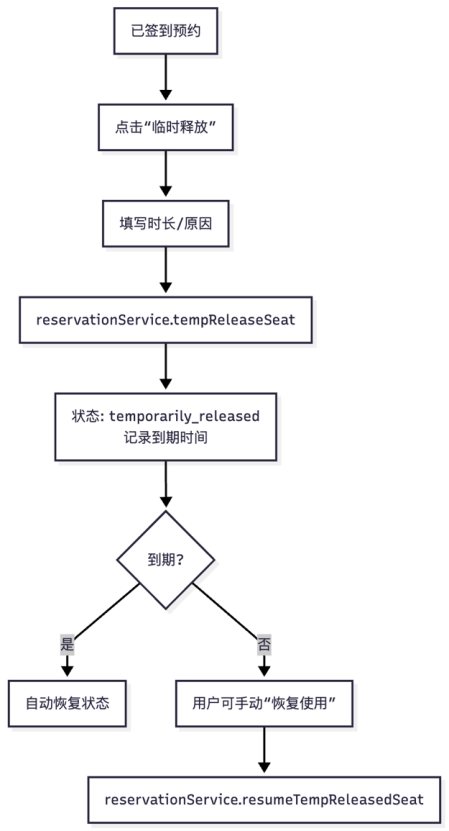 已签到预约
点击“临时释放”
填写时长/原因
reservationService.tempReleaseSeat
状态: temporarily_released
记录到期时间
到期?
是
否
自动恢复状态
用户可手动“恢复使用”
reservationService.resumeTempReleasedSeat